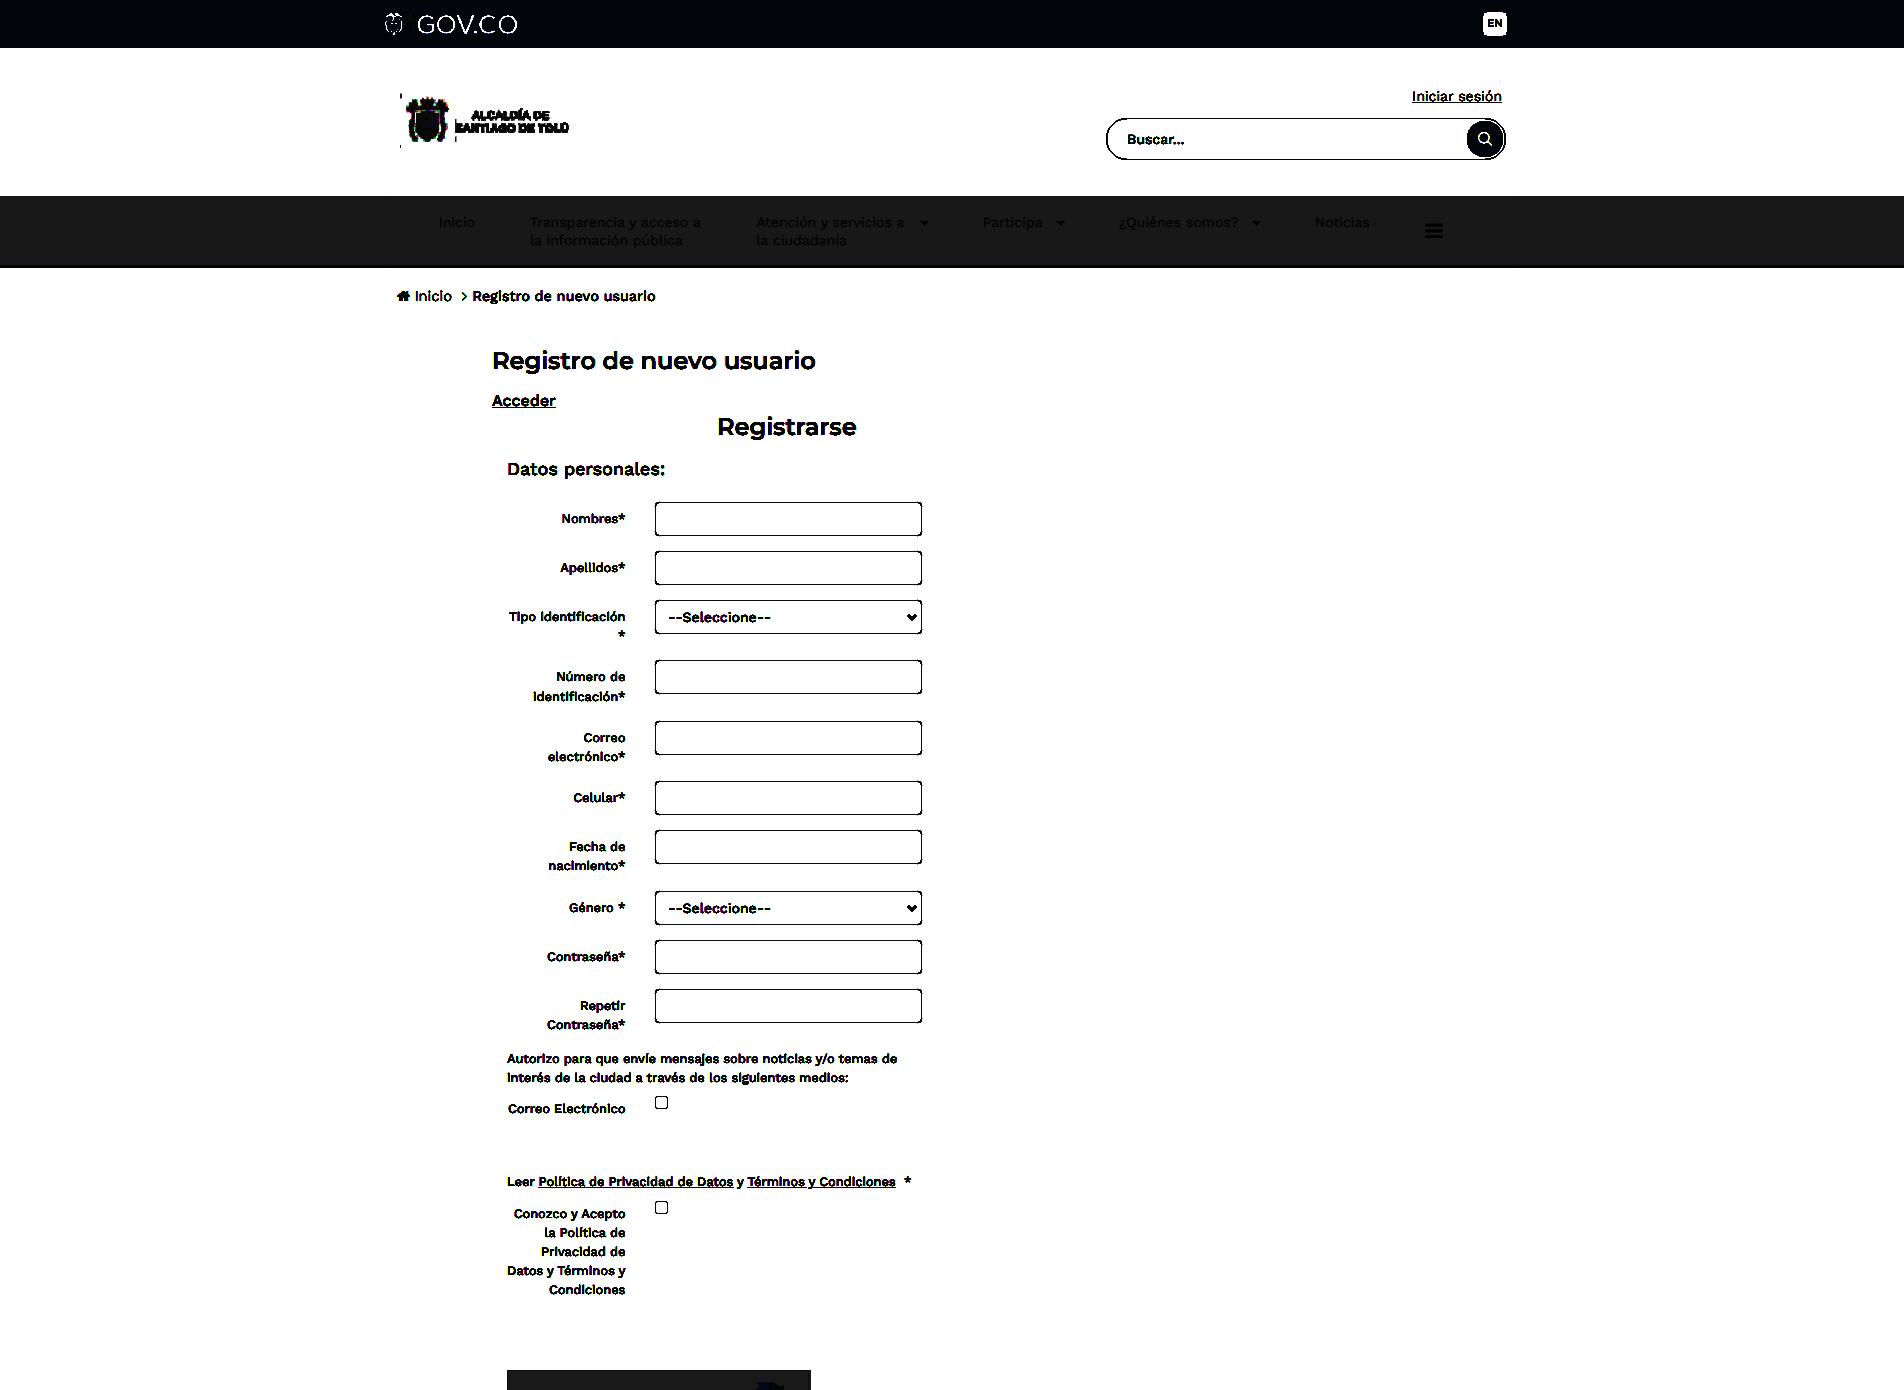 GOV.CO
EN
ALCALDÍA DE
SANTIAGO DE TOLÚ
Iniciar sesión
Buscar...
Inicio
Transparencia y acceso a
la información pública
Atención y servicios a
la ciudadanía
Participa
¿Quiénes somos?
Noticias
Inicio > Registro de nuevo usuario
Registro de nuevo usuario
Acceder
Registrarse
Datos personales:
Nombres*
Apellidos*
Tipo identificación
*
--Seleccione--
Número de
identificación*
Correo
electrónico*
Celular*
Fecha de
nacimiento*
Género *
--Seleccione--
Contraseña*
Repetir
Contraseña*
Autorizo para que envíe mensajes sobre noticias y/o temas de
interés de la ciudad a través de los siguientes medios:
Correo Electrónico
Leer Política de Privacidad de Datos y Términos y Condiciones *
Conozco y Acepto
la Política de
Privacidad de
Datos y Términos y
Condiciones